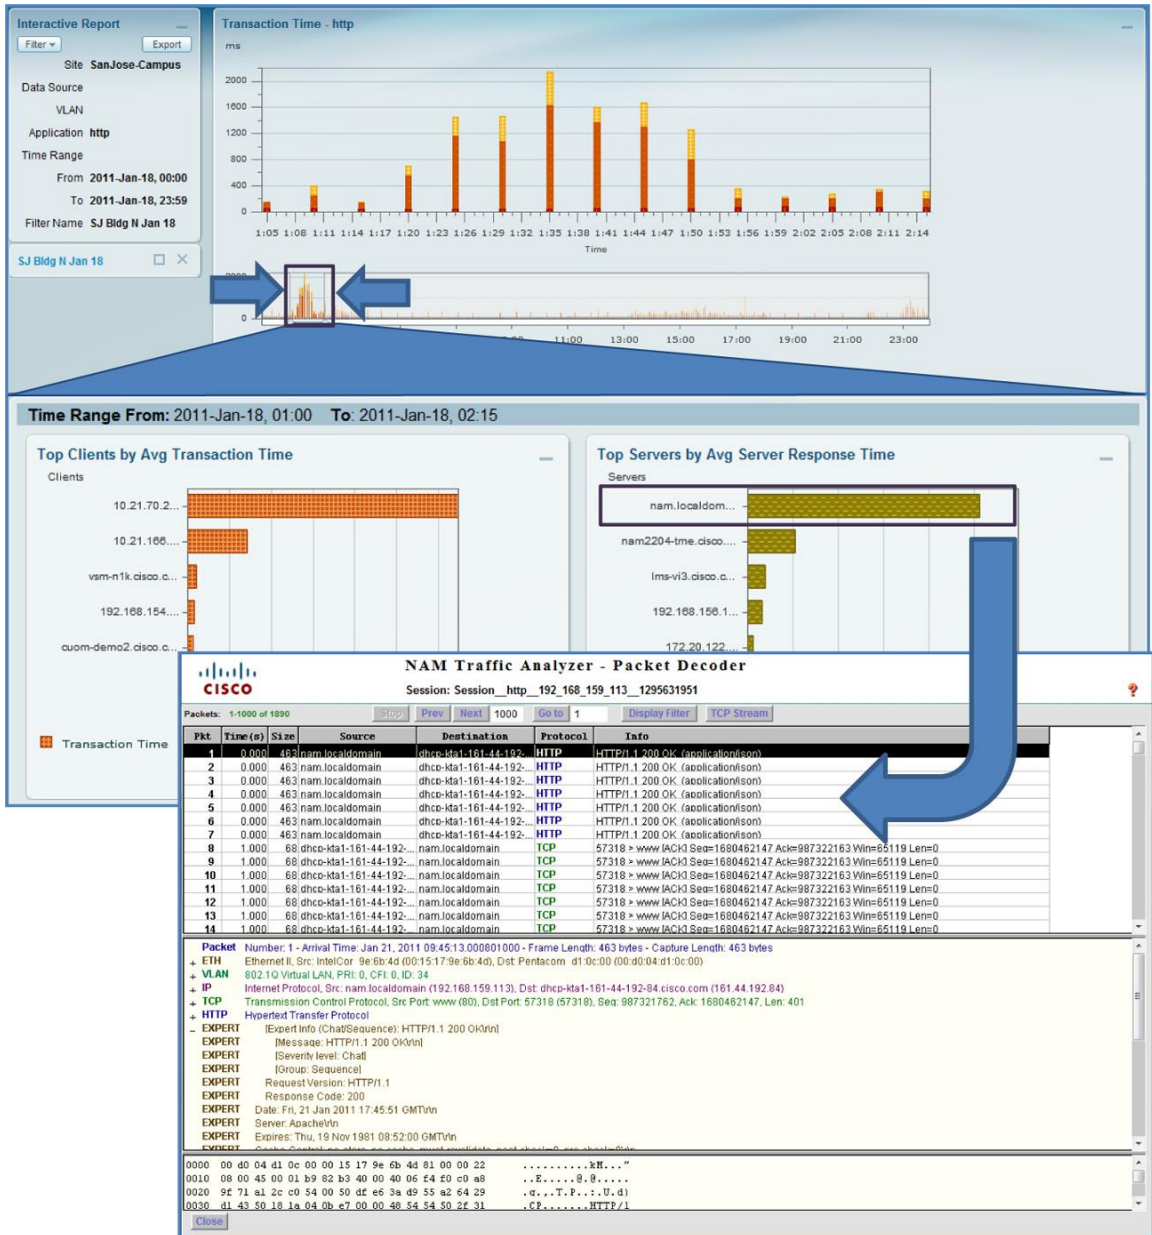 Interactive Report
Filter
Export
Site SanJose-Campus
Data Source
VLAN
Application http
Time Range
From 2011-Jan-18, 00:00
To 2011-Jan-18, 23:59
Filter Name SJ Bldg N Jan 18
SJ Bldg N Jan 18
Transaction Time - http
ms
2000
1600
1200
800
400
0
1:05 1:08 1:11 1:14 1:17 1:20 1:23 1:26 1:29 1:32 1:35 1:38 1:41 1:44 1:47 1:50 1:53 1:56 1:59 2:02 2:05 2:08 2:11 2:14
Time
0
11:00 13:00 15:00 17:00 19:00 21:00 23:00
Time Range From: 2011-Jan-18, 01:00 To: 2011-Jan-18, 02:15
Top Clients by Avg Transaction Time
Clients
10.21.70.2...
10.21.166....
vsm-n1k.cisco.c...
192.168.154....
cuom-demo2.cisco.c...
Transaction Time
Top Servers by Avg Server Response Time
Servers
nam.localdom...
nam2204-tme.cisco....
lms-vi3.cisco.c...
192.168.156.1...
172.20.122....
CISCO
NAM Traffic Analyzer - Packet Decoder
Session: Session__http__192_168_159_113__1295631951
?
Packets: 1-1000 of 1890
Stop Prev Next 1000 Go to 1 Display Filter TCP Stream
Pkt Time(s) Size Source Destination Protocol Info
1 0.000 463 nam.localdomain dhcp-kta1-161-44-192-... HTTP HTTP/1.1 200 OK (application/json)
2 0.000 463 nam.localdomain dhcp-kta1-161-44-192-... HTTP HTTP/1.1 200 OK (application/json)
3 0.000 463 nam.localdomain dhcp-kta1-161-44-192-... HTTP HTTP/1.1 200 OK (application/json)
4 0.000 463 nam.localdomain dhcp-kta1-161-44-192-... HTTP HTTP/1.1 200 OK (application/json)
5 0.000 463 nam.localdomain dhcp-kta1-161-44-192-... HTTP HTTP/1.1 200 OK (application/json)
6 0.000 463 nam.localdomain dhcp-kta1-161-44-192-... HTTP HTTP/1.1 200 OK (application/json)
7 0.000 463 nam.localdomain dhcp-kta1-161-44-192-... HTTP HTTP/1.1 200 OK (application/json)
8 1.000 68 dhcp-kta1-161-44-192-... nam.localdomain TCP 57318 > www [ACK] Seq=1680462147 Ack=987322163 Win=65119 Len=0
9 1.000 68 dhcp-kta1-161-44-192-... nam.localdomain TCP 57318 > www [ACK] Seq=1680462147 Ack=987322163 Win=65119 Len=0
10 1.000 68 dhcp-kta1-161-44-192-... nam.localdomain TCP 57318 > www [ACK] Seq=1680462147 Ack=987322163 Win=65119 Len=0
11 1.000 68 dhcp-kta1-161-44-192-... nam.localdomain TCP 57318 > www [ACK] Seq=1680462147 Ack=987322163 Win=65119 Len=0
12 1.000 68 dhcp-kta1-161-44-192-... nam.localdomain TCP 57318 > www [ACK] Seq=1680462147 Ack=987322163 Win=65119 Len=0
13 1.000 68 dhcp-kta1-161-44-192-... nam.localdomain TCP 57318 > www [ACK] Seq=1680462147 Ack=987322163 Win=65119 Len=0
14 1.000 68 dhcp-kta1-161-44-192-... nam.localdomain TCP 57318 > www [ACK] Seq=1680462147 Ack=987322163 Win=65119 Len=0
Packet Number: 1 - Arrival Time: Jan 21, 2011 09:45:13.000801000 - Frame Length: 463 bytes - Capture Length: 463 bytes
+ ETH Ethernet II, Src: IntelCor_9e:6b:4d (00:15:17:9e:6b:4d), Dst: Pentacom_d1:0c:00 (00:d0:04:d1:0c:00)
+ VLAN 802.1Q Virtual LAN, PRI: 0, CFI: 0, ID: 34
+ IP Internet Protocol, Src: nam.localdomain (192.168.159.113), Dst: dhcp-kta1-161-44-192-84.cisco.com (161.44.192.84)
+ TCP Transmission Control Protocol, Src Port: www (80), Dst Port: 57318 (57318), Seq: 987321762, Ack: 1680462147, Len: 401
+ HTTP Hypertext Transfer Protocol
- EXPERT [Expert Info (Chat/Sequence): HTTP/1.1 200 OK\r\n]
EXPERT [Message: HTTP/1.1 200 OK\r\n]
EXPERT [Severity level: Chat]
EXPERT [Group: Sequence]
EXPERT Request Version: HTTP/1.1
EXPERT Response Code: 200
EXPERT Date: Fri, 21 Jan 2011 17:45:51 GMT\r\n
EXPERT Server: Apache\r\n
EXPERT Expires: Thu, 19 Nov 1981 08:52:00 GMT\r\n
0000 00 d0 04 d1 0c 00 00 15 17 9e 6b 4d 81 00 00 22 ..........kM..."
0010 08 00 45 00 01 b9 82 b3 40 00 40 06 f4 f0 c0 a8 ..E.....@.@.....
0020 9f 71 a1 2c c0 54 00 50 df e6 3a d9 55 a2 64 29 .q.,.T.P..:.U.d)
0030 d1 43 50 18 1a 04 0b e7 00 00 48 54 54 50 2f 31 .CP.......HTTP/1
Close